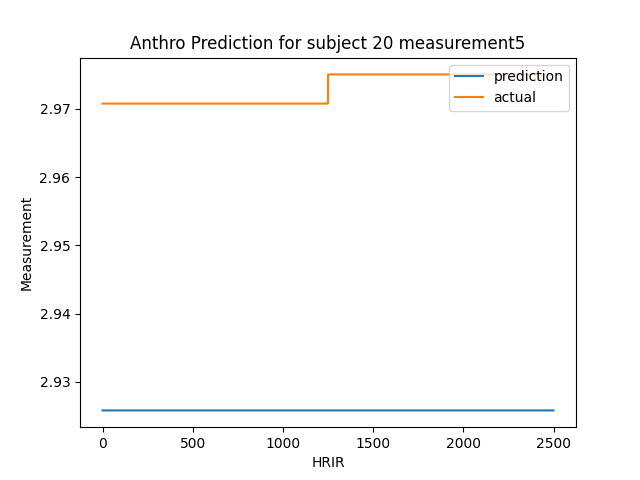 Anthro Prediction for subject 20 measurement5
prediction
actual
2.97
2.96
2.95
2.94
2.93
Measurement
0
500
1000
1500
2000
2500
HRIR